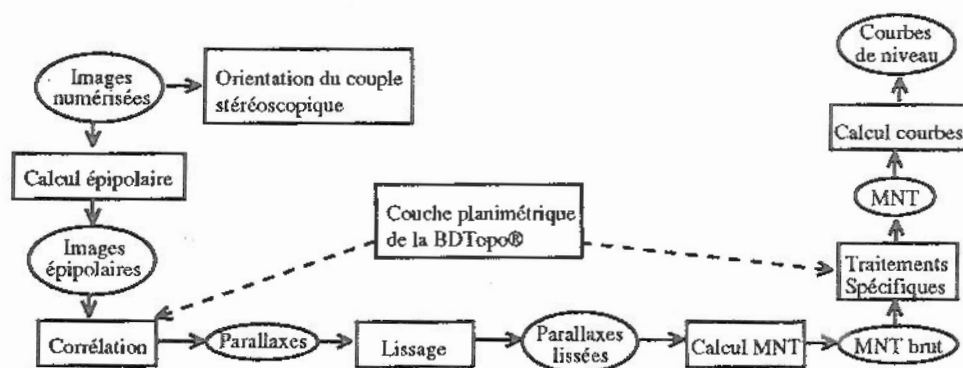 Images
numérisées
Orientation du couple
stéréoscopique
Calcul épipolaire
Images
épipolaires
Corrélation
Parallaxes
Lissage
Parallaxes
lissées
Calcul MNT
MNT brut
Couche planimétrique
de la BDTopo®
Traitements
Spécifiques
MNT
Calcul courbes
Courbes
de niveau